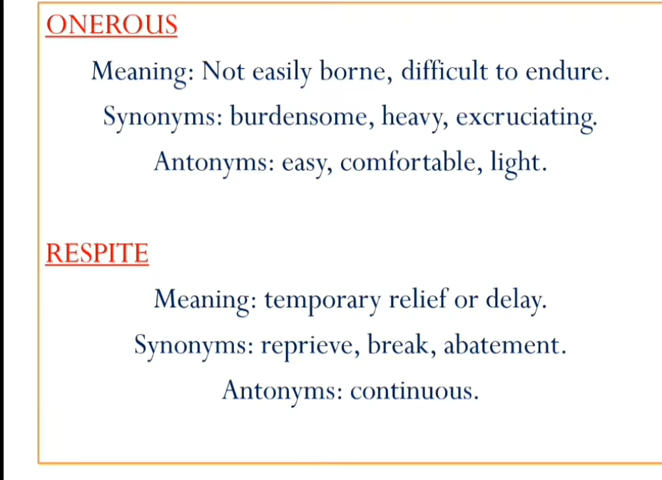 ONEROUS
Meaning: Not easily borne, difficult to endure.
Synonyms: burdensome, heavy, excruciating.
Antonyms: easy, comfortable, light.
RESPITE
Meaning: temporary relief or delay.
Synonyms: reprieve, break, abatement.
Antonyms: continuous.